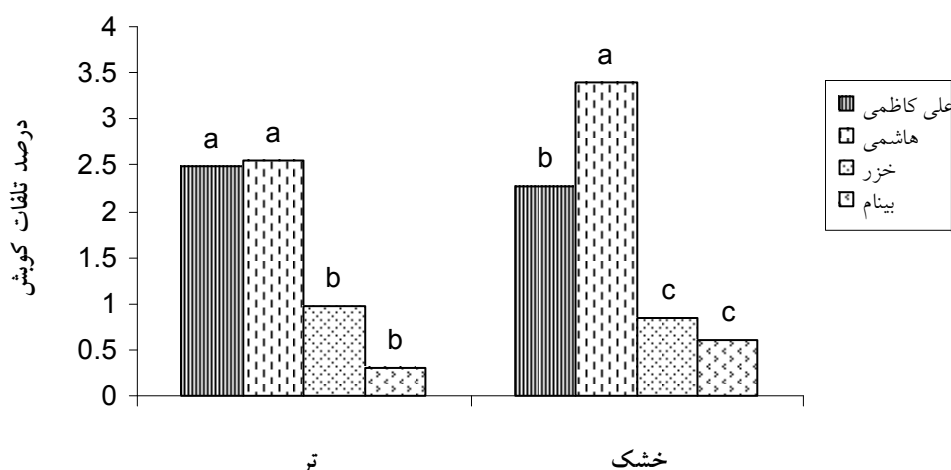 درصد تلفات کوبش
4
3.5
3
2.5
2
1.5
1
0.5
0
a
a
b
b
b
a
c
c
تر
خشک
علی کاظمی
هاشمی
خزر
بینام